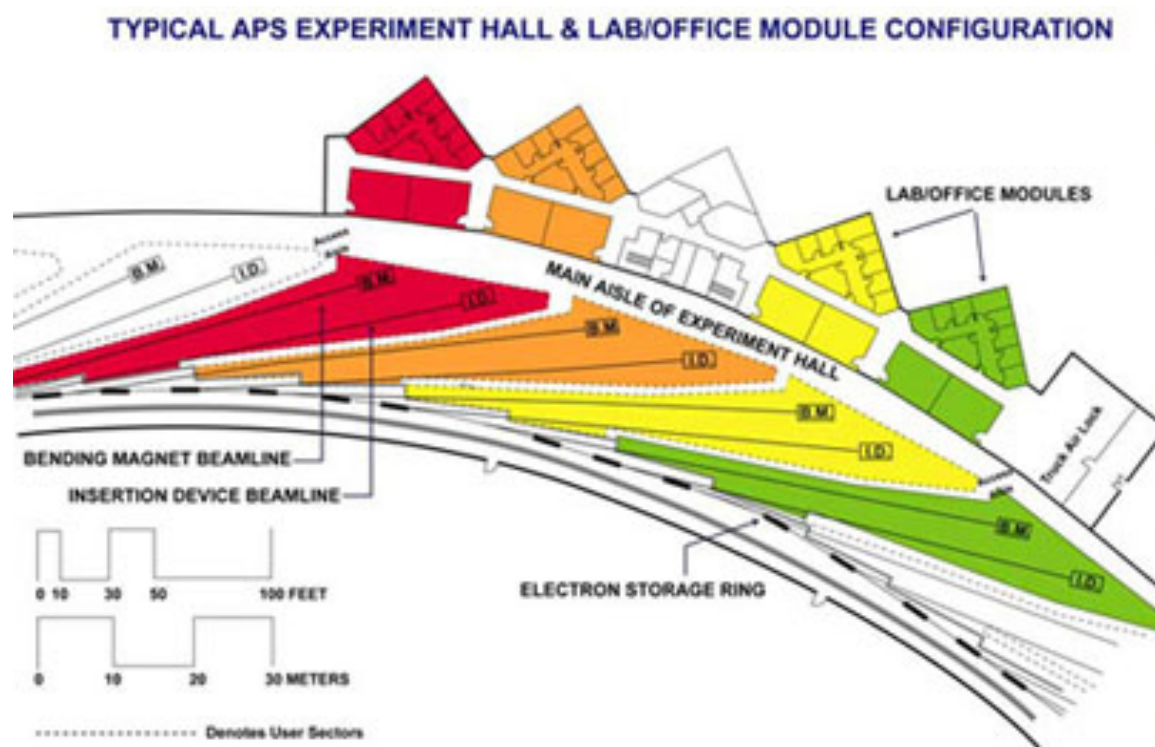 TYPICAL APS EXPERIMENT HALL & LAB/OFFICE MODULE CONFIGURATION
LAB/OFFICE MODULES
Access
Aisle
B.M.
I.D.
B.M.
I.D.
MAIN AISLE OF EXPERIMENT HALL
B.M.
I.D.
B.M.
I.D.
Truck Air Lock
BENDING MAGNET BEAMLINE
INSERTION DEVICE BEAMLINE
B.M.
I.D.
ELECTRON STORAGE RING
0 10 30 50 100 FEET
0 10 20 30 METERS
Denotes User Sectors